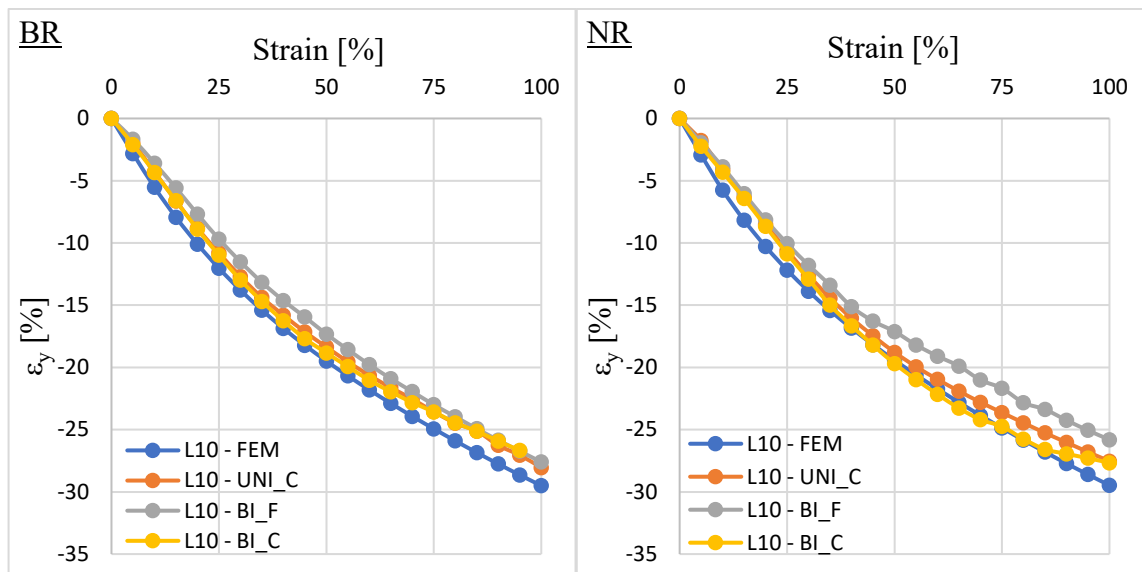 BR
Strain [%]
0 25 50 75 100
0
-5
-10
-15
-20
-25
-30
-35
εy [%]
L10 - FEM
L10 - UNI_C
L10 - BI_F
L10 - BI_C
NR
Strain [%]
0 25 50 75 100
0
-5
-10
-15
-20
-25
-30
-35
εy [%]
L10 - FEM
L10 - UNI_C
L10 - BI_F
L10 - BI_C